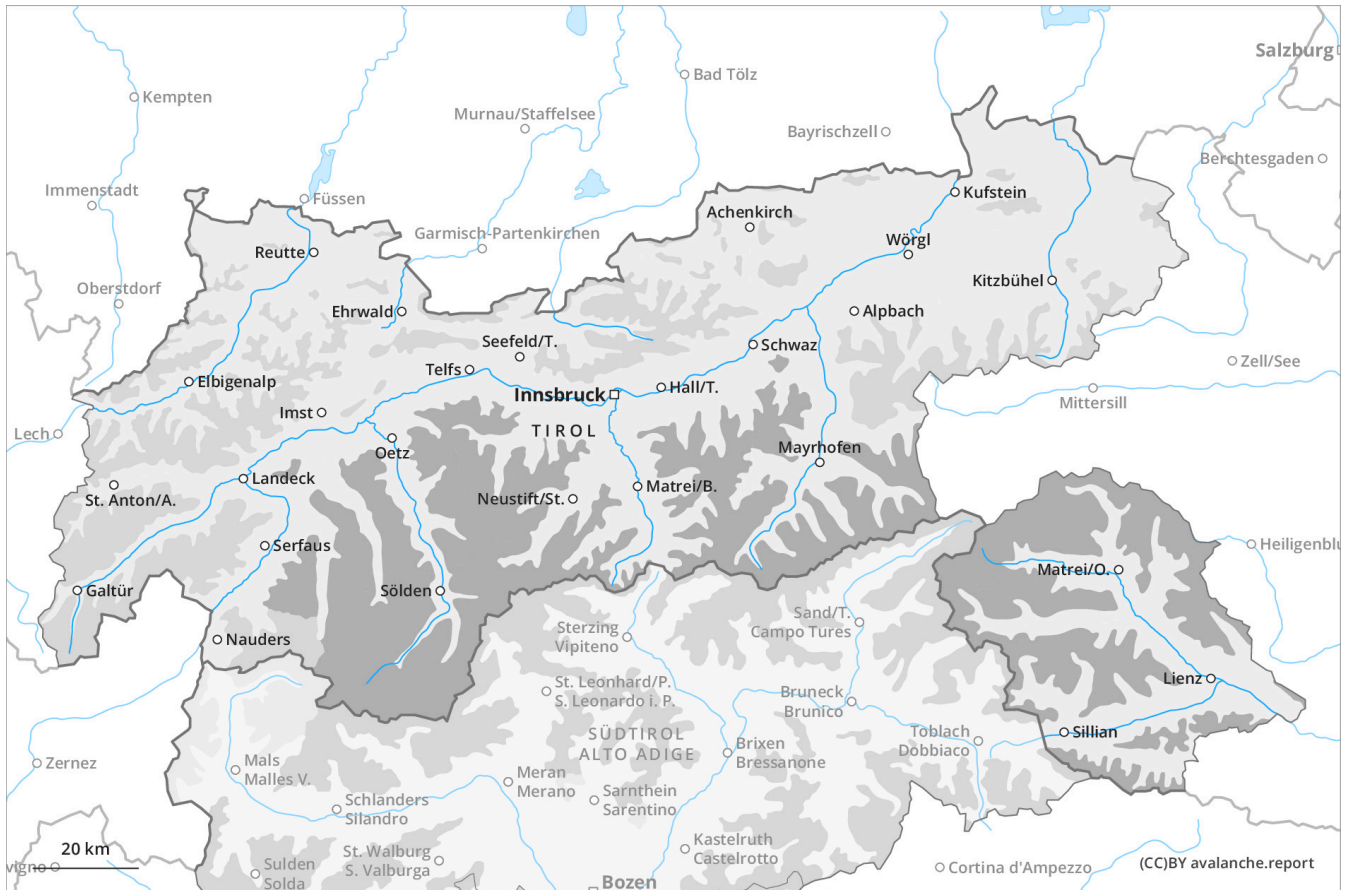 Salzburg
Bad Tölz
Kempten
Murnau/Staffelsee
Bayrischzell
Berchtesgaden
Immenstadt
Füssen
Kufstein
Achenkirch
Garmisch-Partenkirchen
Wörgl
Reutte
Kitzbühel
Oberstdorf
Ehrwald
Alpbach
Seefeld/T.
Schwaz
Zell/See
Telfs
Elbigenalp
Hall/T.
Innsbruck
Mittersill
Imst
TIROL
Lech
Oetz
Mayrhofen
Landeck
St. Anton/A.
Matrei/B.
Neustift/St.
Serfaus
Heiligenblu
Matrei/O.
Galtür
Sölden
Sand/T.
Campo Tures
Nauders
Sterzing
Vipiteno
Lienz
St. Leonhard/P.
S. Leonardo i. P.
Bruneck
Brunico
SÜDTIROL
ALTO ADIGE
Sillian
Toblach
Dobbiaco
Brixen
Bressanone
Zernez
Mals
Malles V.
Meran
Merano
Sarnthein
Sarentino
Schlanders
Silandro
20 km
Kastelruth
Castelrotto
St. Walburg
S. Valburga
vigno
Sulden
Solda
Cortina d'Ampezzo
(CC)BY avalanche.report
Bozen